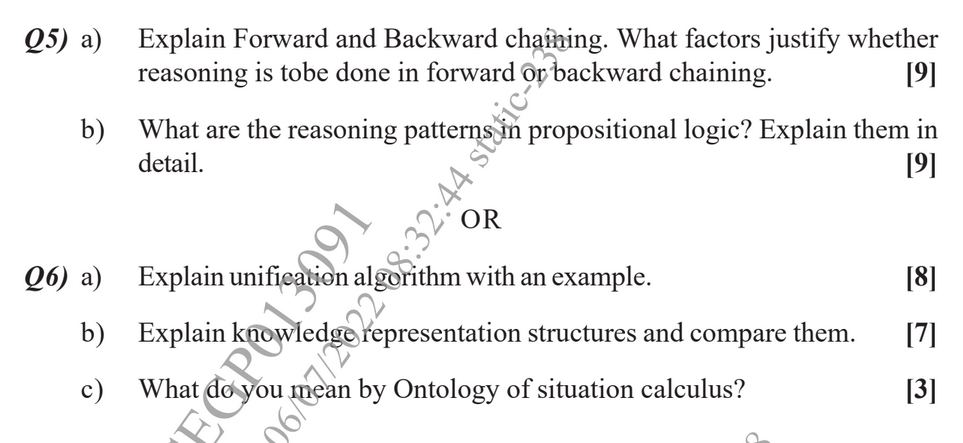 Q5) a) Explain Forward and Backward chaining. What factors justify whether
reasoning is tobe done in forward or backward chaining. [9]
b) What are the reasoning patterns in propositional logic? Explain them in
detail. [9]
OR
Q6) a) Explain unification algorithm with an example. [8]
b) Explain knowledge representation structures and compare them. [7]
c) What do you mean by Ontology of situation calculus? [3]
EGP013091
06/07/2022 08:32:44 static-238